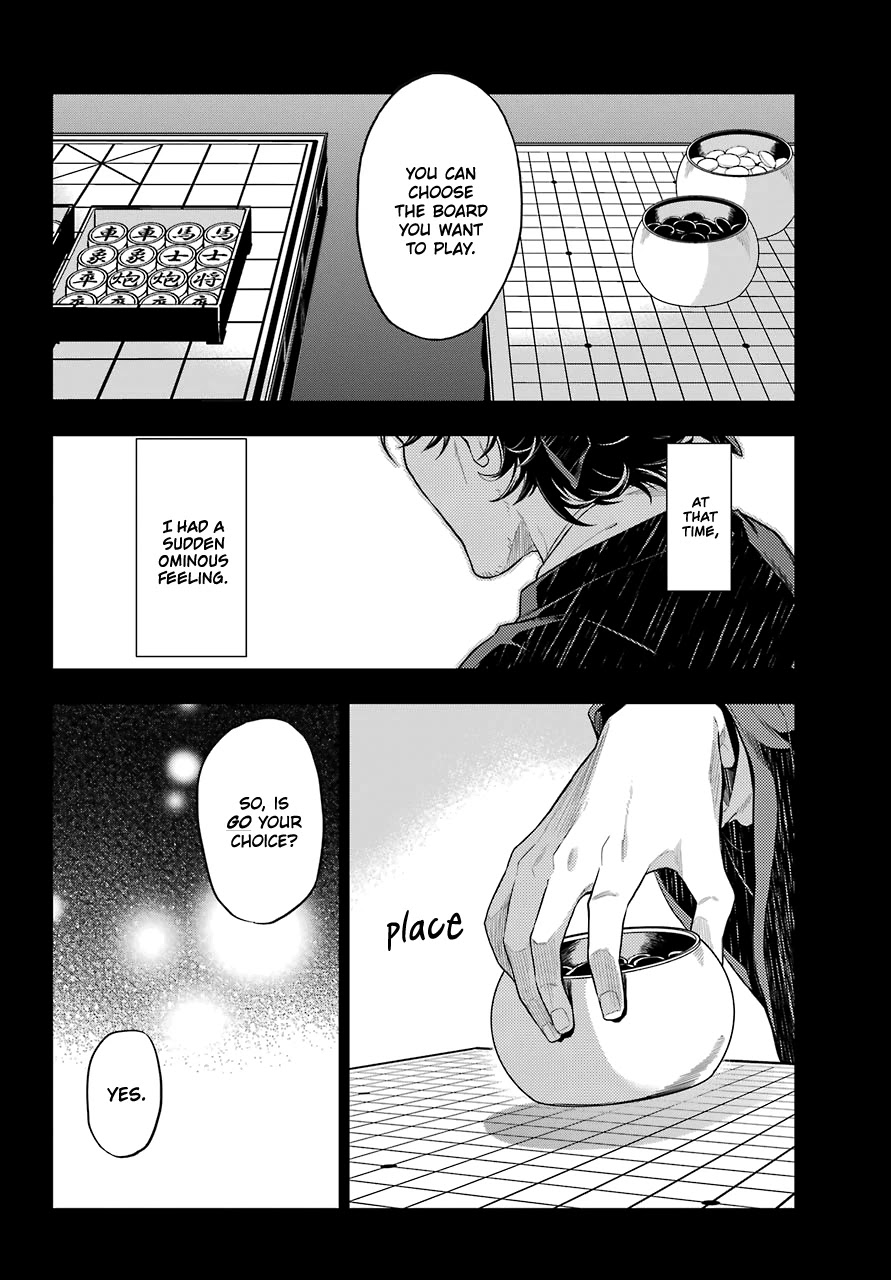 YOU CAN
CHOOSE
THE BOARD
YOU WANT
TO PLAY.
車車馬馬
象象士士
卒炮炮將
AT
THAT
TIME,
I HAD A
SUDDEN
OMINOUS
FEELING.
place
SO, IS
GO YOUR
CHOICE?
YES.